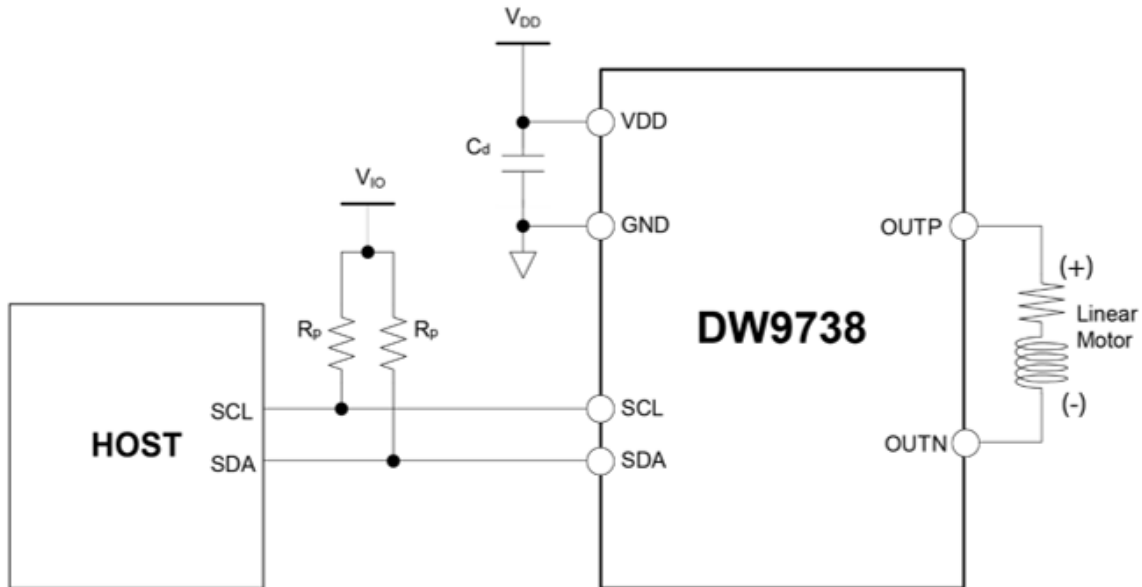 VDD
VDD
Cd
VIO
GND
OUTP
(+)
Rp
Rp
DW9738
Linear
Motor
SCL
SCL
(-)
HOST
OUTN
SDA
SDA